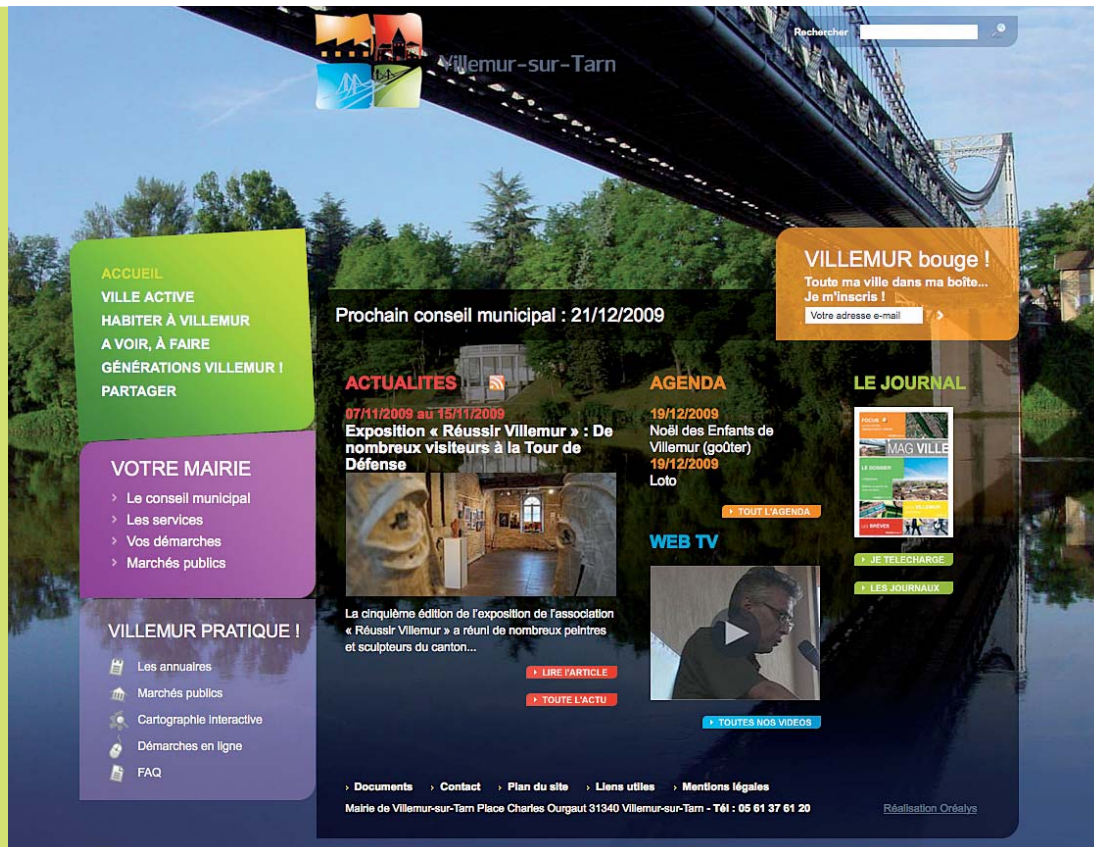 Rechercher
Villemur-sur-Tarn
ACCUEIL
VILLE ACTIVE
HABITER À VILLEMUR
A VOIR, À FAIRE
GÉNÉRATIONS VILLEMUR !
PARTAGER
VOTRE MAIRIE
Le conseil municipal
Les services
Vos démarches
Marchés publics
VILLEMUR PRATIQUE !
Les annuaires
Marchés publics
Cartographie interactive
Démarches en ligne
FAQ
VILLEMUR bouge !
Toute ma ville dans ma boîte...
Je m'inscris !
Votre adresse e-mail
Prochain conseil municipal : 21/12/2009
ACTUALITES
07/11/2009 au 15/11/2009
Exposition « Réussir Villemur » : De
nombreux visiteurs à la Tour de
Défense
La cinquième édition de l'exposition de l'association
« Réussir Villemur » a réuni de nombreux peintres
et sculpteurs du canton...
LIRE l'ARTICLE
TOUTE L'ACTU
AGENDA
19/12/2009
Noël des Enfants de
Villemur (goûter)
19/12/2009
Loto
TOUT L'AGENDA
WEB TV
TOUTES NOS VIDEOS
LE JOURNAL
FOCUS
MAG VILLE
LE DOSSIER
VILLEMUR
LES BRÈVES
JE TELECHARGE
LES JOURNAUX
Documents Contact Plan du site Liens utiles Mentions légales
Mairie de Villemur-sur-Tarn Place Charles Ourgaut 31340 Villemur-sur-Tarn - Tél : 05 61 37 61 20
Réalisation Oréalys